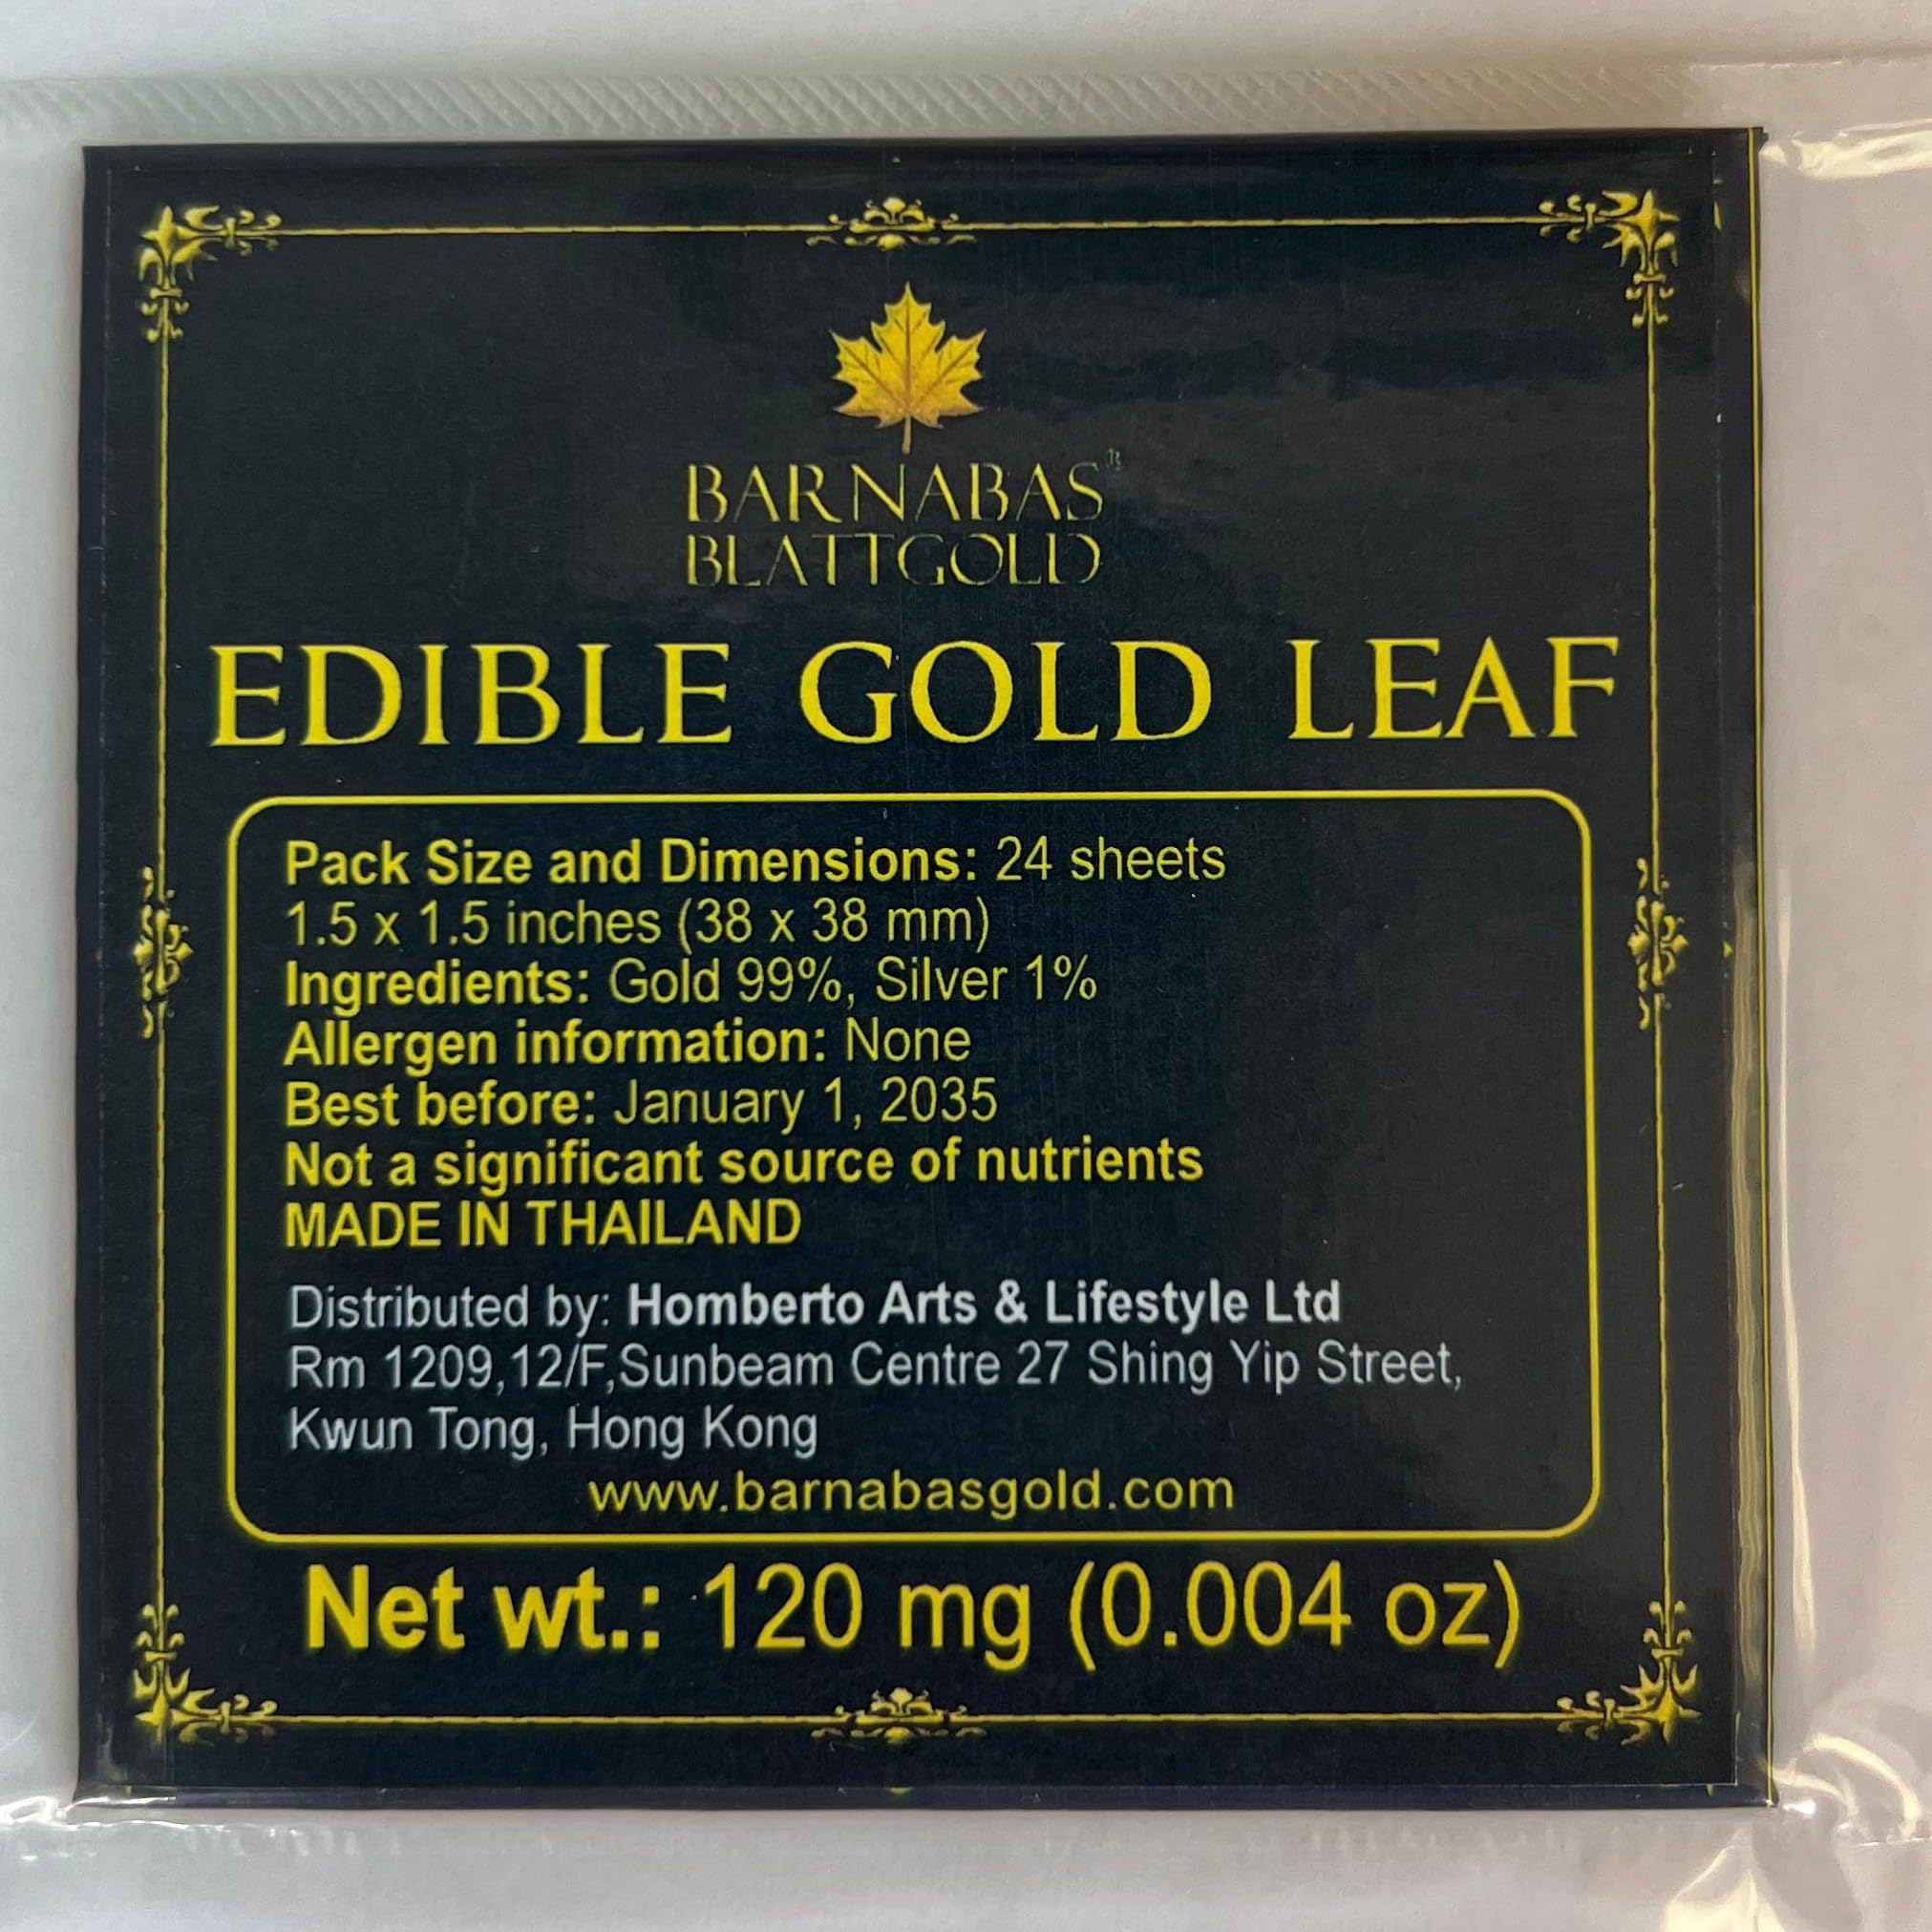 BARNABAS®
BLATTGOLD
EDIBLE GOLD LEAF
Pack Size and Dimensions: 24 sheets
1.5 x 1.5 inches (38 x 38 mm)
Ingredients: Gold 99%, Silver 1%
Allergen information: None
Best before: January 1, 2035
Not a significant source of nutrients
MADE IN THAILAND
Distributed by: Homberto Arts & Lifestyle Ltd
Rm 1209,12/F,Sunbeam Centre 27 Shing Yip Street,
Kwun Tong, Hong Kong
www.barnabasgold.com
Net wt.: 120 mg (0.004 oz)